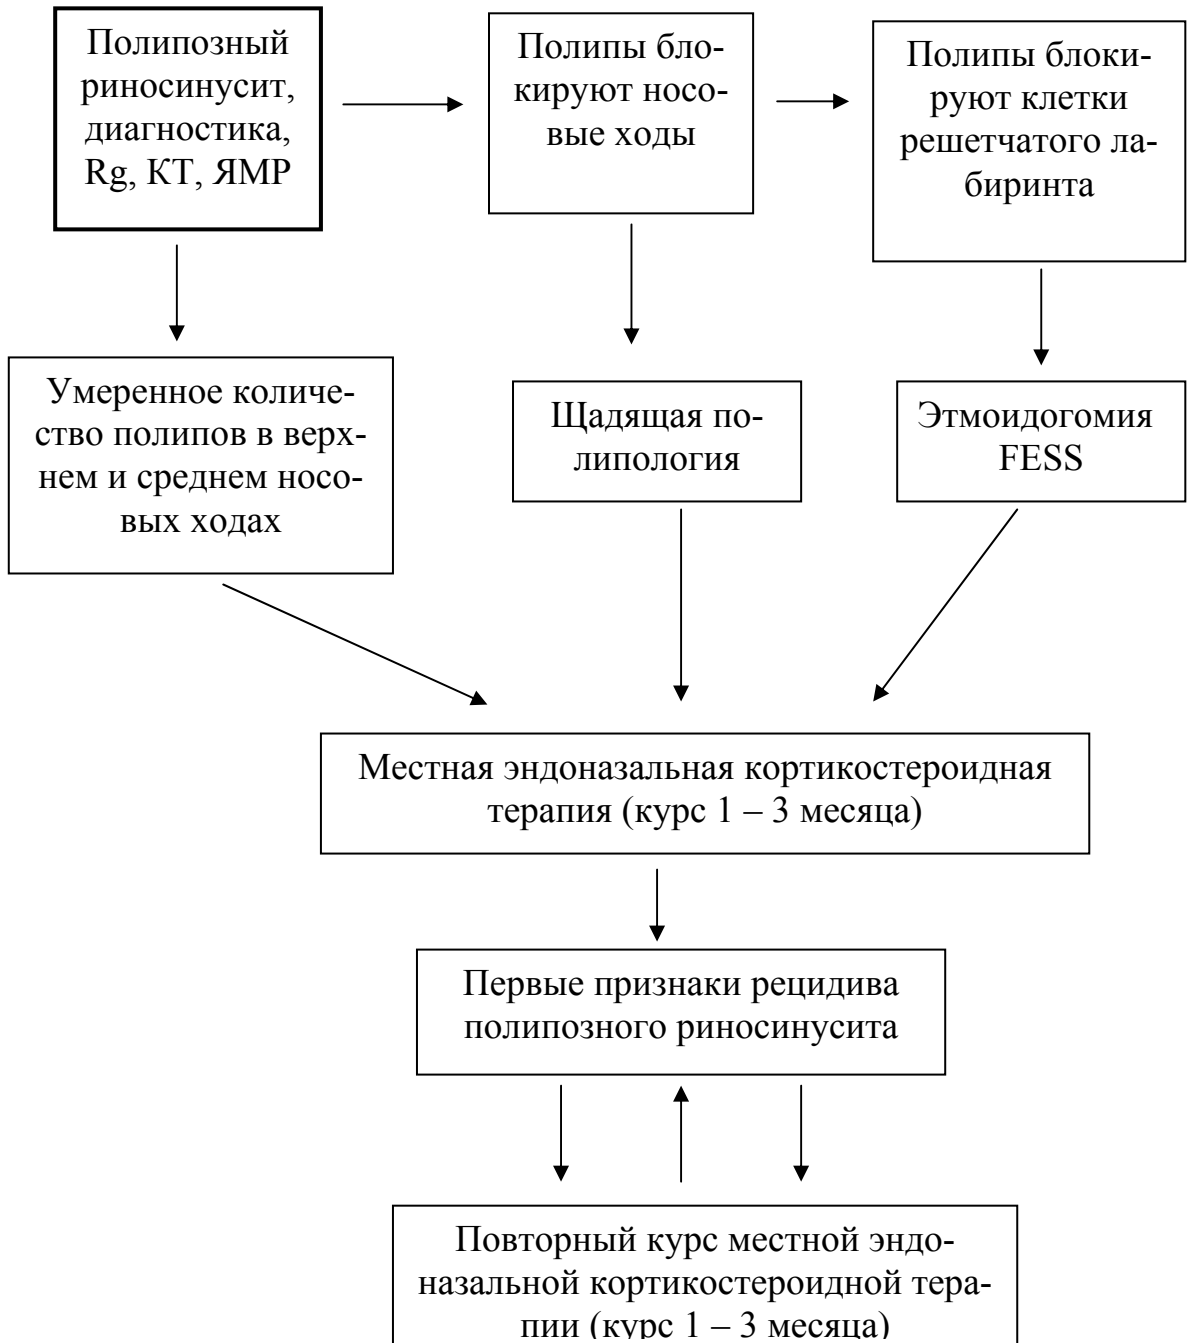 Полипозный
риносинусит,
диагностика,
Rg, КТ, ЯМР
Полипы бло-
кируют носо-
вые ходы
Полипы блоки-
руют клетки
решетчатого ла-
биринта
Умеренное количе-
ство полипов в верх-
нем и среднем носо-
вых ходах
Щадящая по-
липология
Этмоидогомия
FESS
Местная эндоназальная кортикостероидная
терапия (курс 1 – 3 месяца)
Первые признаки рецидива
полипозного риносинусита
Повторный курс местной эндо-
назальной кортикостероидной тера-
пии (курс 1 – 3 месяца)